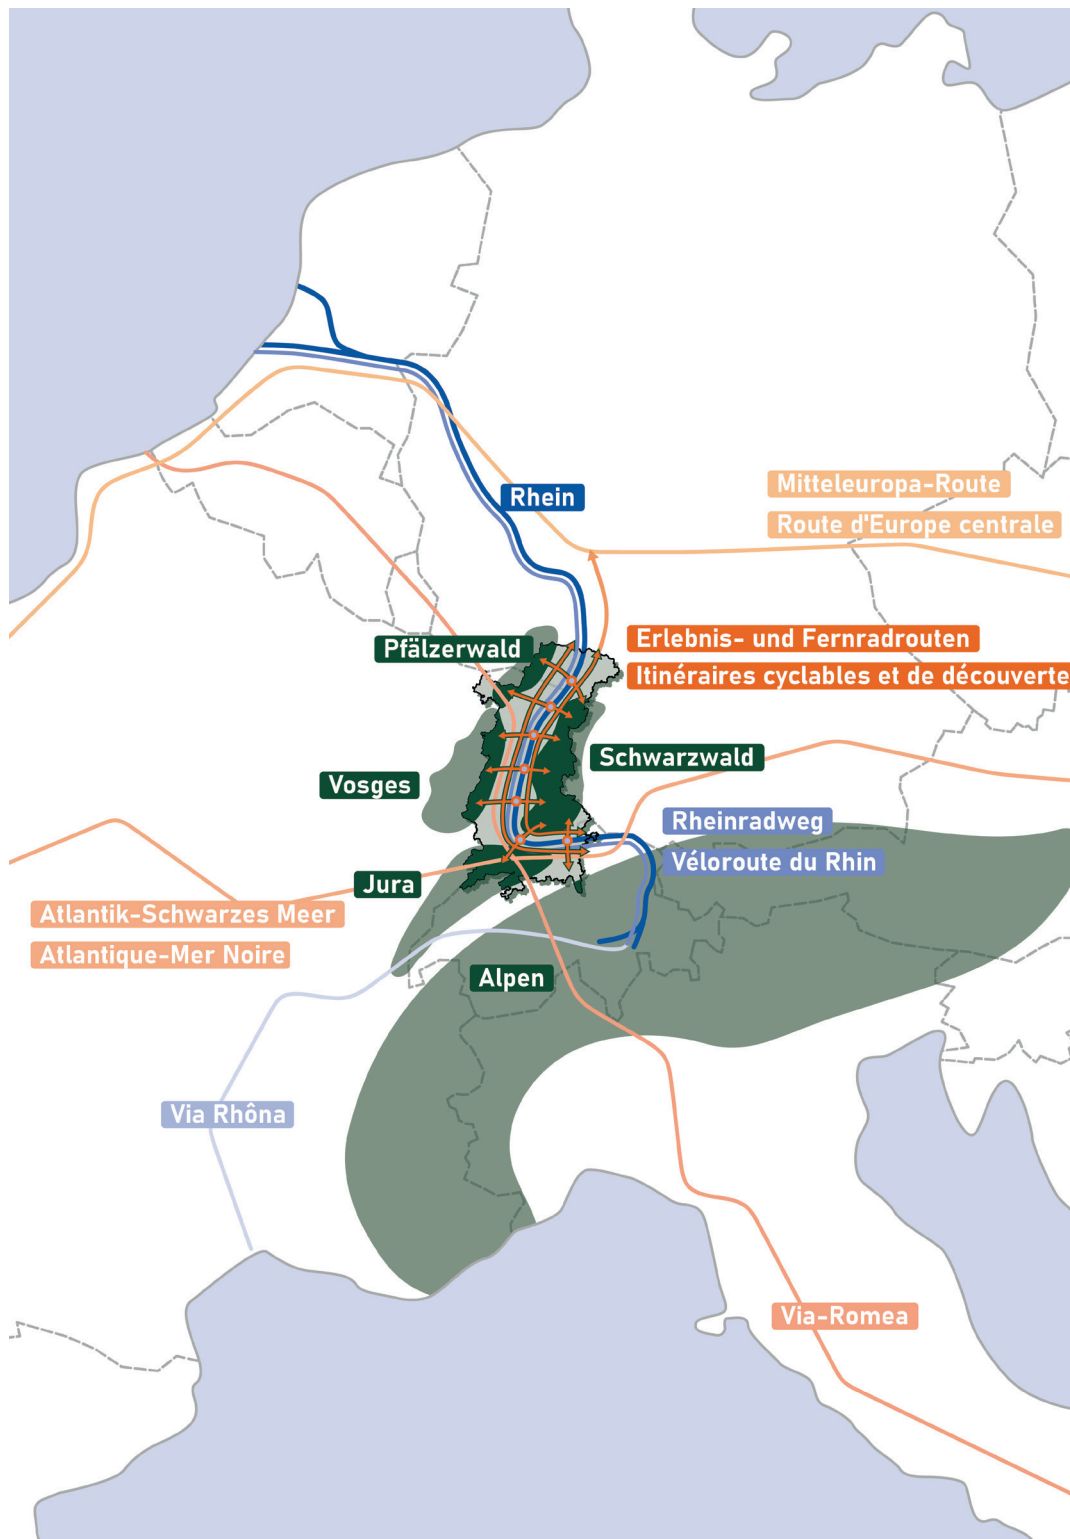 Rhein
Mitteleuropa-Route
Route d'Europe centrale
Pfälzerwald
Erlebnis- und Fernradrouten
Itinéraires cyclables et de découverte
Schwarzwald
Vosges
Rheinradweg
Véloroute du Rhin
Jura
Atlantik-Schwarzes Meer
Atlantique-Mer Noire
Alpen
Via Rhôna
Via-Romea